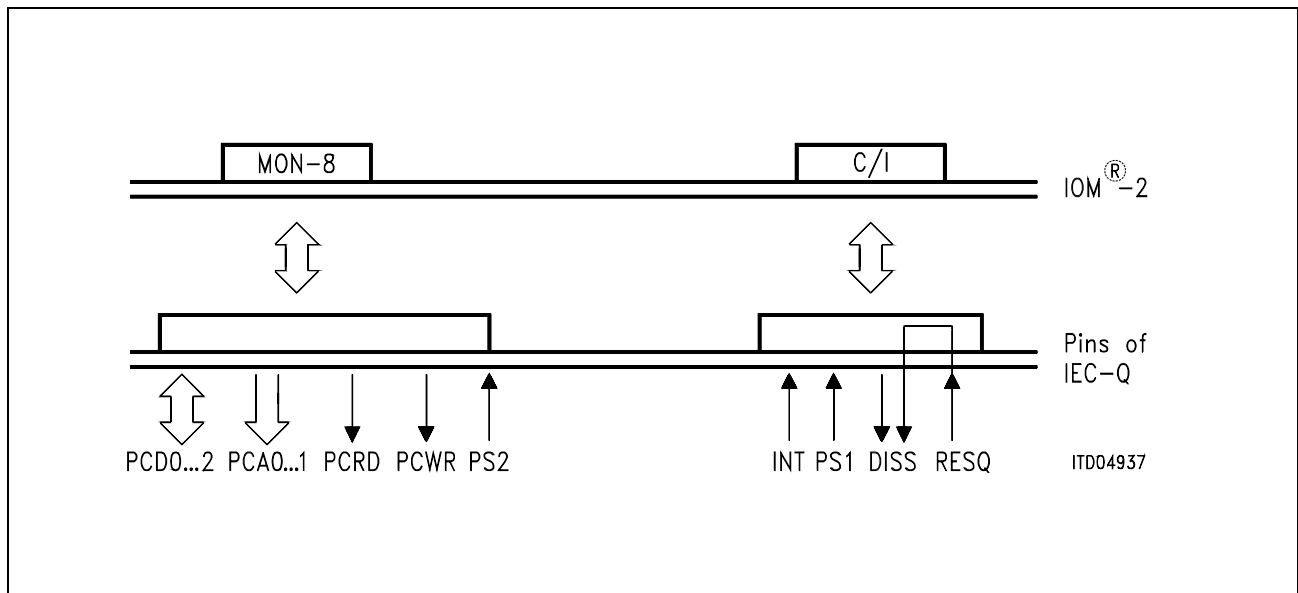 MON-8
C/I
IOM®-2
Pins of
IEC-Q
PCD0...2 PCA0...1 PCRD PCWR PS2
INT PS1 DISS RESQ
ITD04937